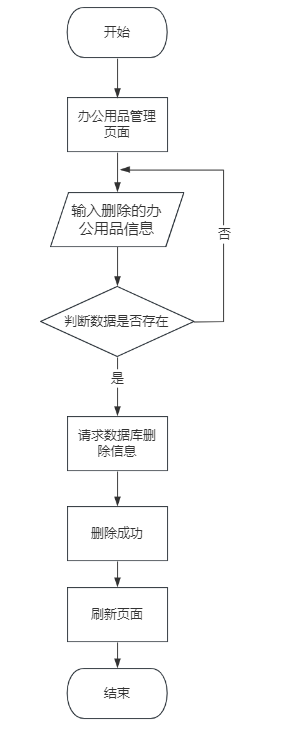 开始
办公用品管理
页面
输入删除的办
公用品信息
否
判断数据是否存在
是
请求数据库删
除信息
删除成功
刷新页面
结束